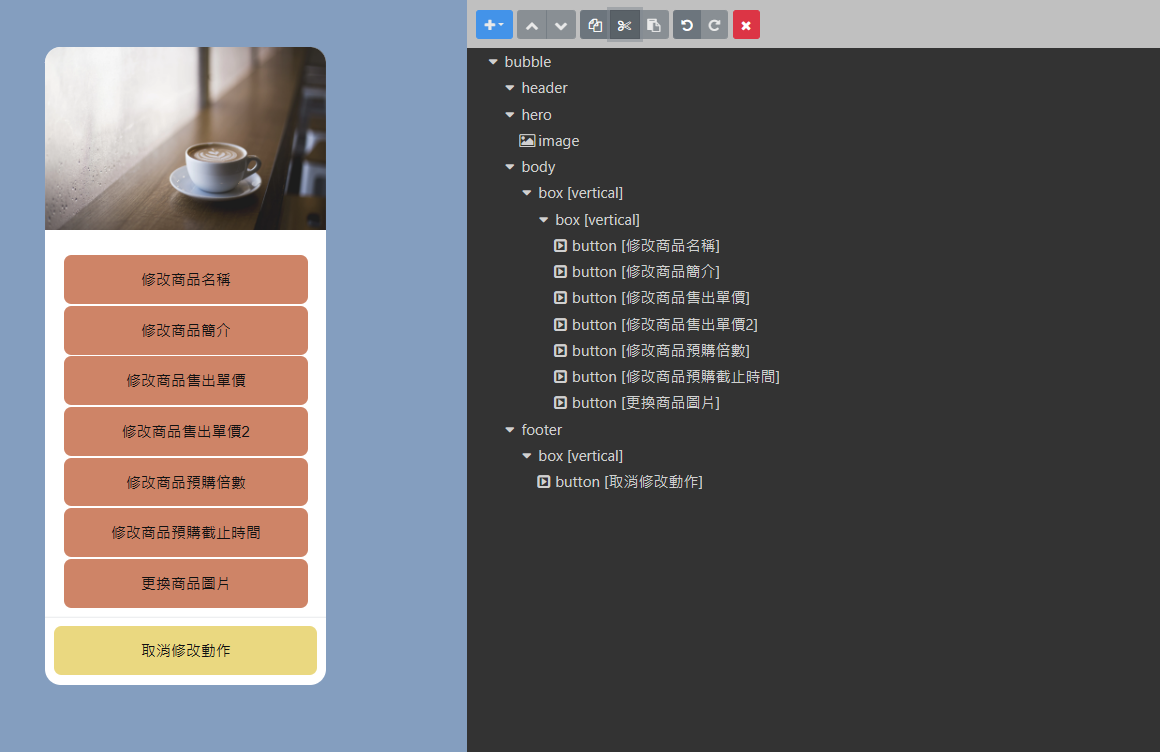 修改商品名稱
修改商品簡介
修改商品售出單價
修改商品售出單價2
修改商品預購倍數
修改商品預購截止時間
更換商品圖片
取消修改動作
bubble
header
hero
image
body
box [vertical]
box [vertical]
button [修改商品名稱]
button [修改商品簡介]
button [修改商品售出單價]
button [修改商品售出單價2]
button [修改商品預購倍數]
button [修改商品預購截止時間]
button [更換商品圖片]
footer
box [vertical]
button [取消修改動作]